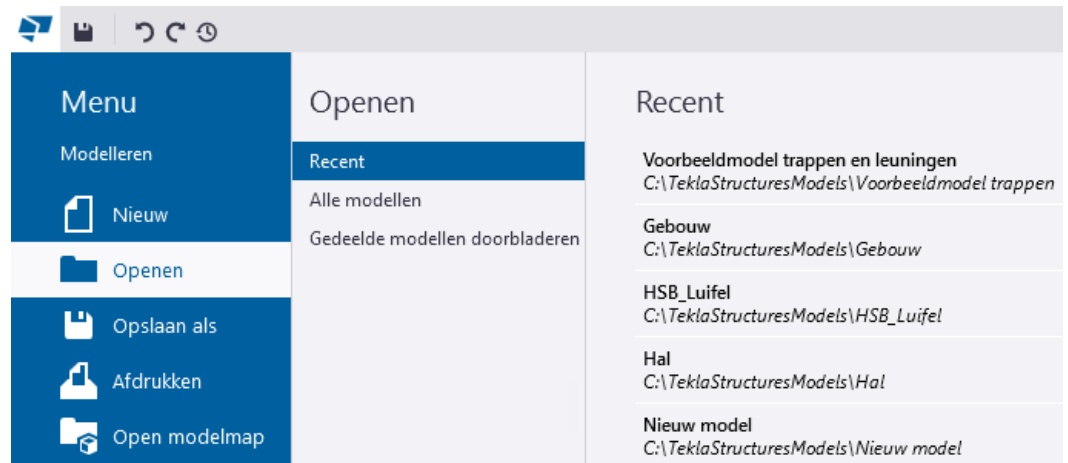 Menu
Modelleren
Nieuw
Openen
Opslaan als
Afdrukken
Open modelmap
Openen
Recent
Alle modellen
Gedeelde modellen doorbladeren
Recent
Voorbeeldmodel trappen en leuningen
C:\TeklaStructuresModels\Voorbeeldmodel trappen
Gebouw
C:\TeklaStructuresModels\Gebouw
HSB_Luifel
C:\TeklaStructuresModels\HSB_Luifel
Hal
C:\TeklaStructuresModels\Hal
Nieuw model
C:\TeklaStructuresModels\Nieuw model